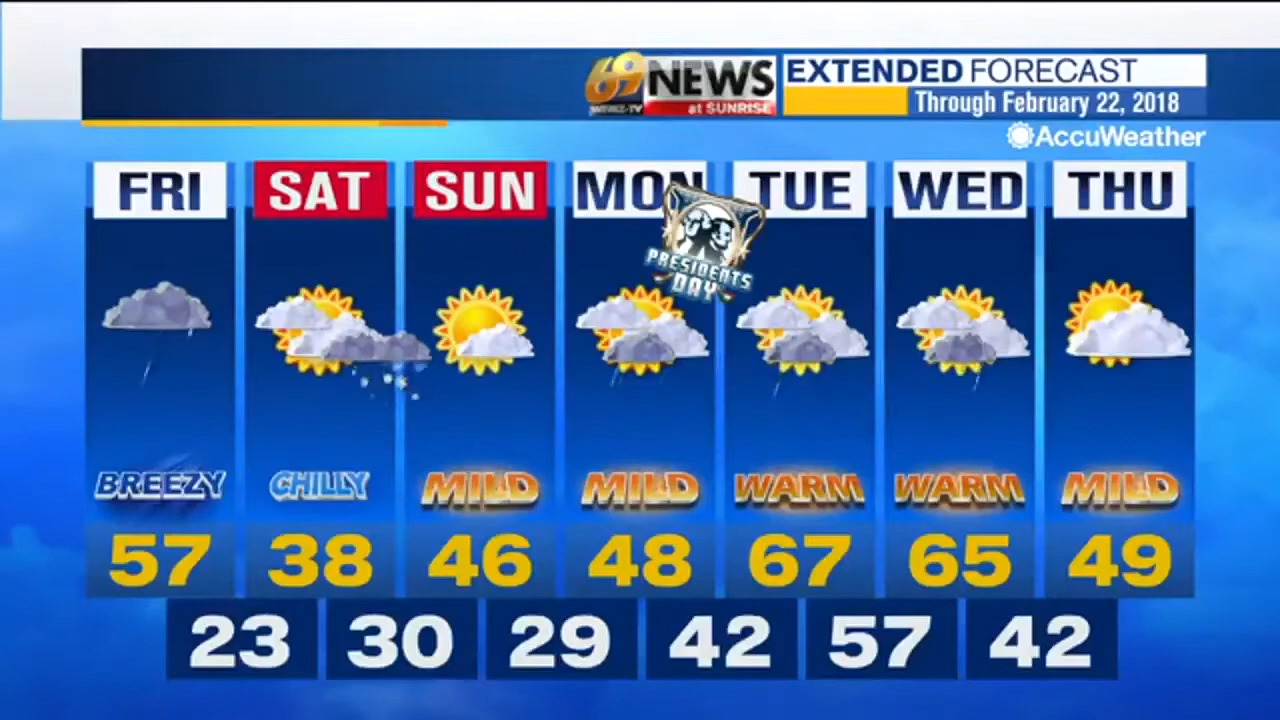 69 NEWS
WFMZ-TV at SUNRISE
EXTENDED FORECAST
Through February 22, 2018
AccuWeather
FRI SAT SUN MON TUE WED THU
PRESIDENTS
DAY
BREEZY CHILLY MILD MILD WARM WARM MILD
57 38 46 48 67 65 49
23 30 29 42 57 42